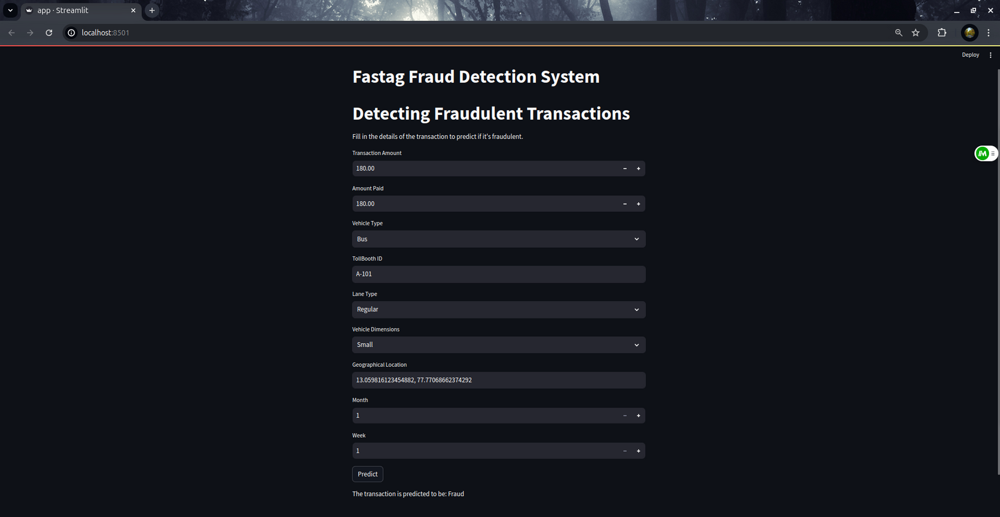 app · Streamlit
localhost:8501
Deploy
Fastag Fraud Detection System
Detecting Fraudulent Transactions
Fill in the details of the transaction to predict if it's fraudulent.
Transaction Amount
180.00
Amount Paid
180.00
Vehicle Type
Bus
TollBooth ID
A-101
Lane Type
Regular
Vehicle Dimensions
Small
Geographical Location
13.059816123454882, 77.77068662374292
Month
1
Week
1
Predict
The transaction is predicted to be: Fraud